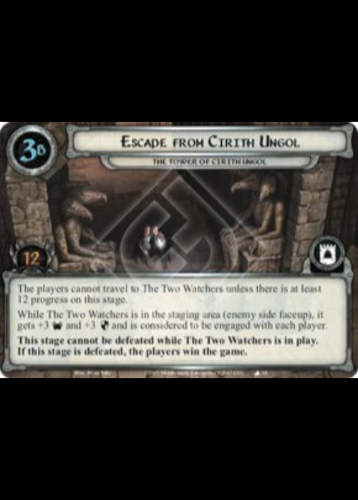 3B
ESCAPE FROM CIRITH UNGOL
THE TOWER OF CIRITH UNGOL
12
The players cannot travel to The Two Watchers unless there is at least
12 progress on this stage.
While The Two Watchers is in the staging area (enemy side faceup), it
gets +3 and +3 and is considered to be engaged with each player.
This stage cannot be defeated while The Two Watchers is in play.
If this stage is defeated, the players win the game.